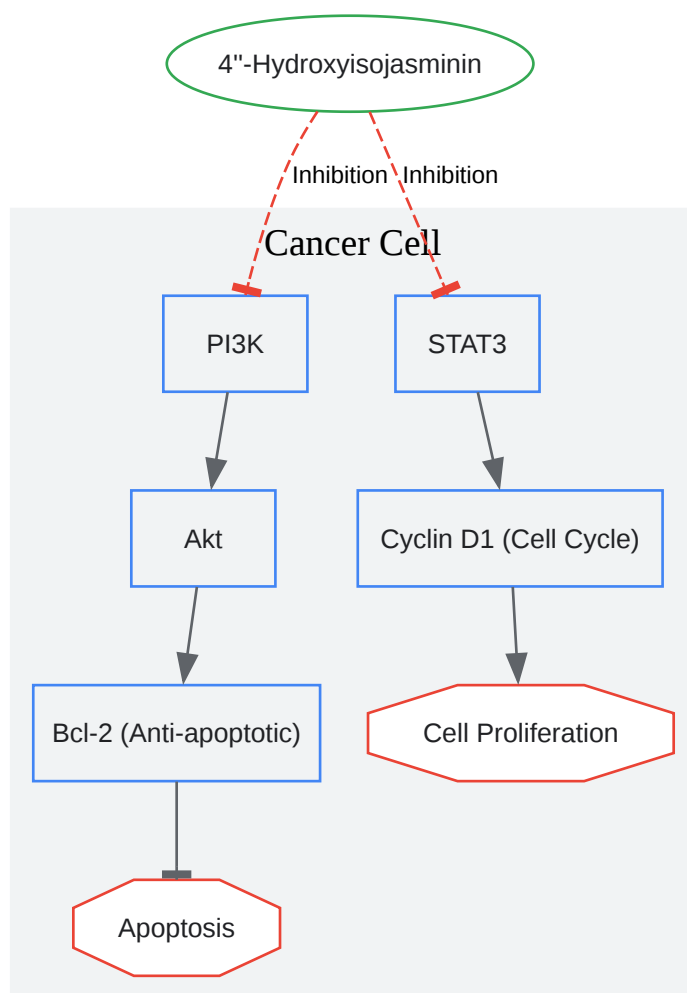 4''-Hydroxyisojasminin
Inhibition
Inhibition
Cancer Cell
PI3K
STAT3
Akt
Cyclin D1 (Cell Cycle)
Bcl-2 (Anti-apoptotic)
Cell Proliferation
Apoptosis